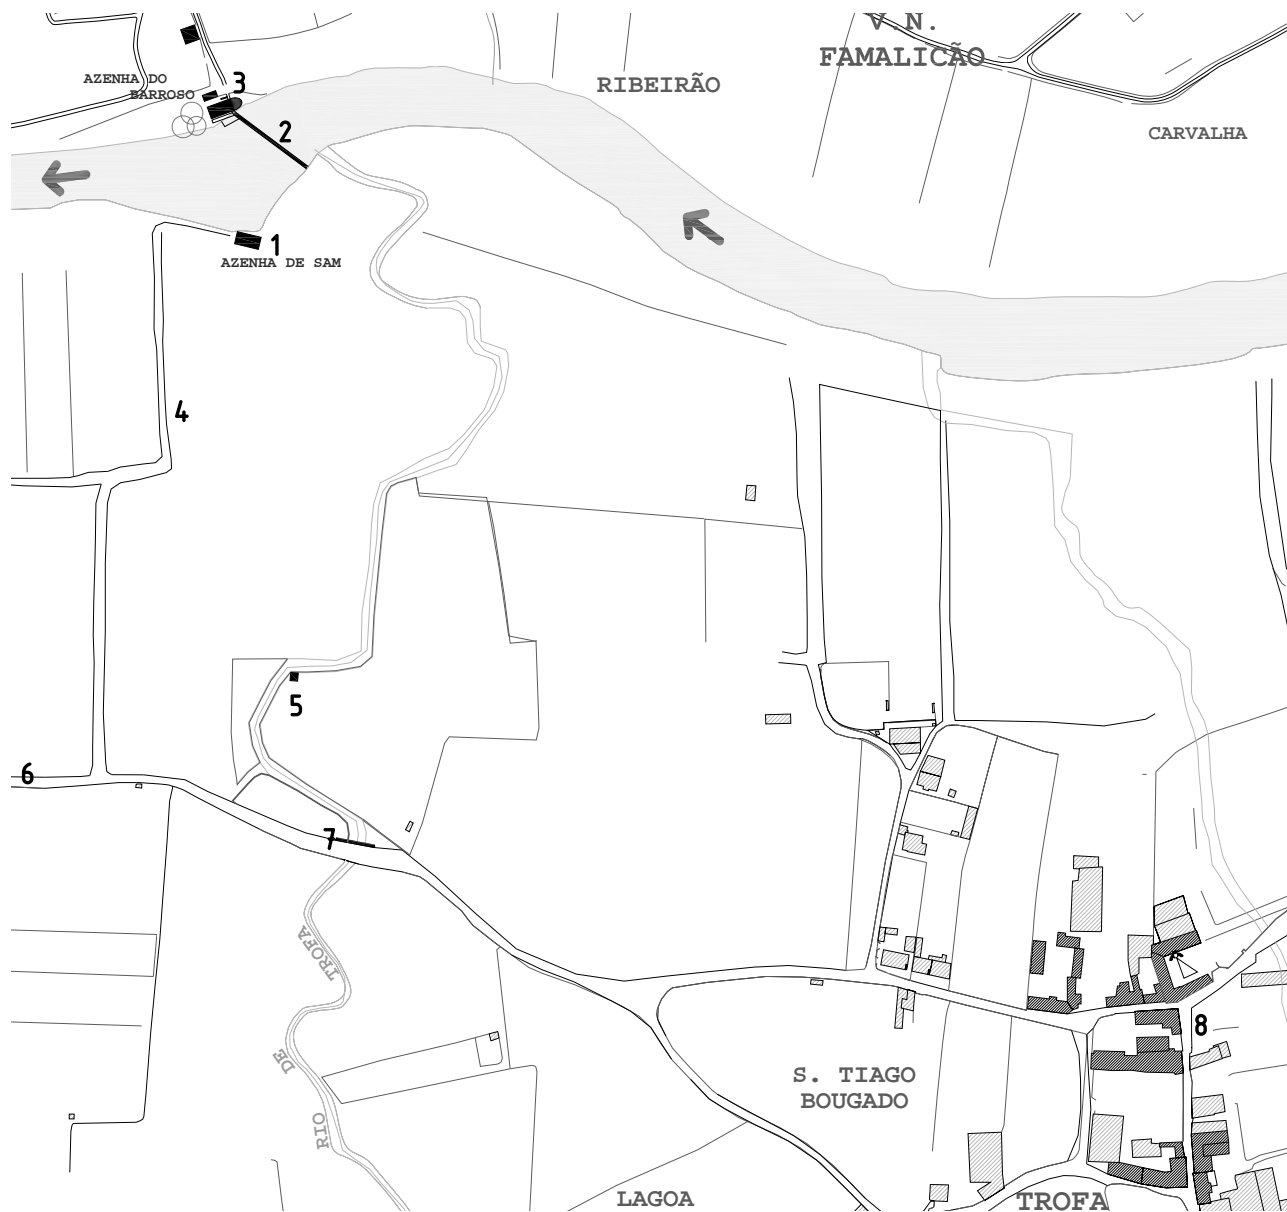 V.N.
FAMALICÃO
RIBEIRÃO
AZENHA DO
BARROSO
3
2
CARVALHA
1
AZENHA DE SAM
4
5
6
7
TROFA
DE
RIO
8
S. TIAGO
BOUGADO
LAGOA
TROFA